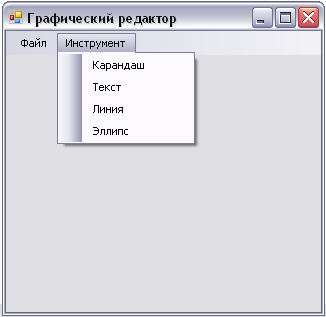 Графический редактор
Файл Инструмент
Карандаш
Текст
Линия
Эллипс